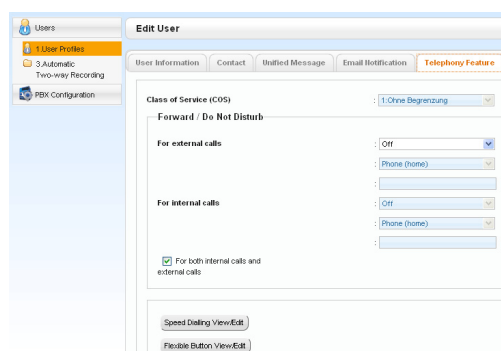 Users
1.User Profiles
3.Automatic
Two-way Recording
PBX Configuration
Edit User
User Information
Contact
Unified Message
Email Notification
Telephony Feature
Class of Service (COS)
: 1:Ohne Begrenzung
Forward / Do Not Disturb
For external calls
: Off
: Phone (home)
:
For internal calls
: Off
: Phone (home)
:
For both internal calls and
external calls
Speed Dialling View/Edit
Flexible Button View/Edit